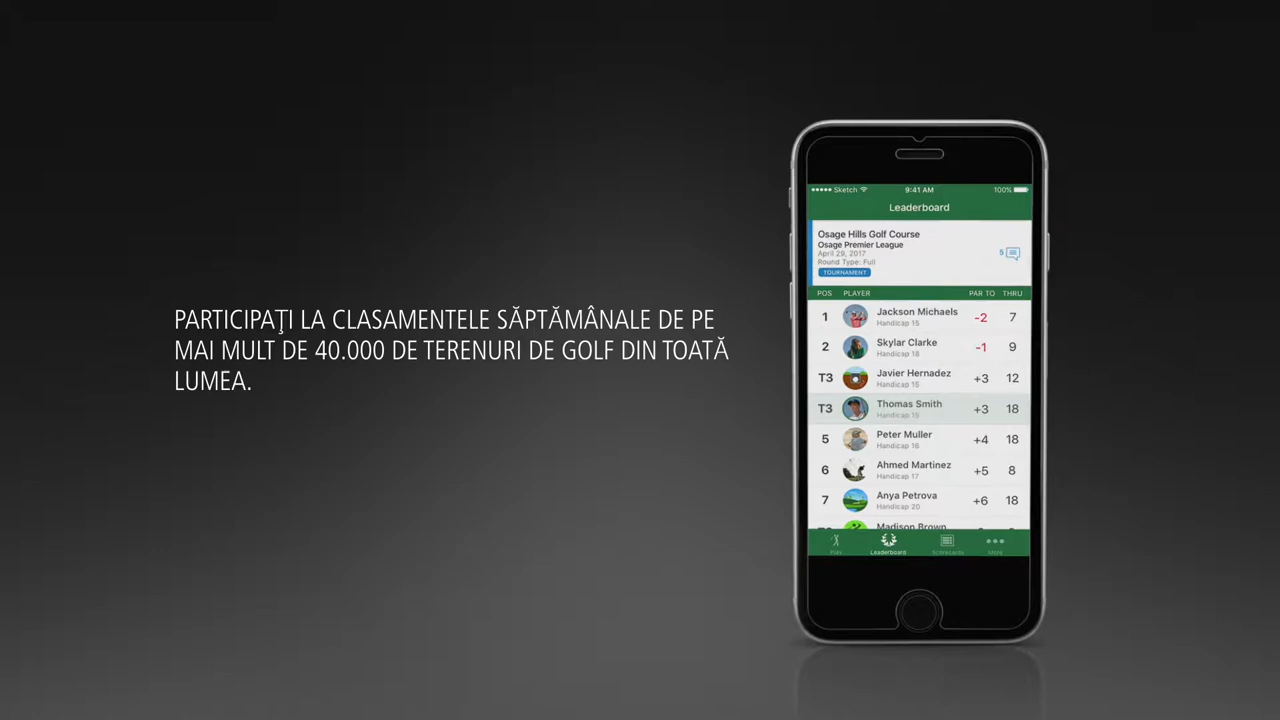 PARTICIPAŢI LA CLASAMENTELE SĂPTĂMÂNALE DE PE
MAI MULT DE 40.000 DE TERENURI DE GOLF DIN TOATĂ
LUMEA.
Sketch 9:41 AM 100%
Leaderboard
Osage Hills Golf Course
Osage Premier League
April 29, 2017
Round Type: Full
TOURNAMENT
5
POS PLAYER PAR TO THRU
1 Jackson Michaels -2 7
Handicap 15
2 Skylar Clarke -1 9
Handicap 18
T3 Javier Hernadez +3 12
Handicap 15
T3 Thomas Smith +3 18
Handicap 15
5 Peter Muller +4 18
Handicap 16
6 Ahmed Martinez +5 8
Handicap 17
7 Anya Petrova +6 18
Handicap 20
Madison Brown
Play Leaderboard Scorecards More